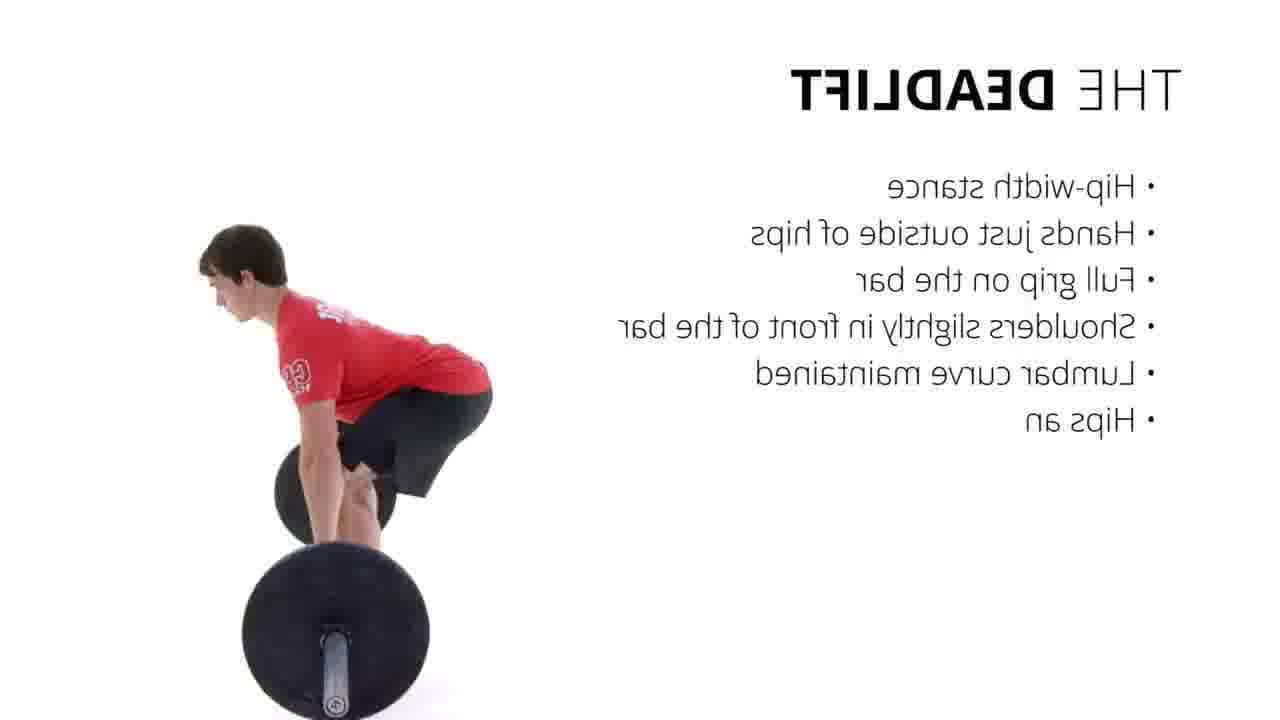 THE DEADLIFT
• Hip-width stance
• Hands just outside of hips
• Full grip on the bar
• Shoulders slightly in front of the bar
• Lumbar curve maintained
• Hips an